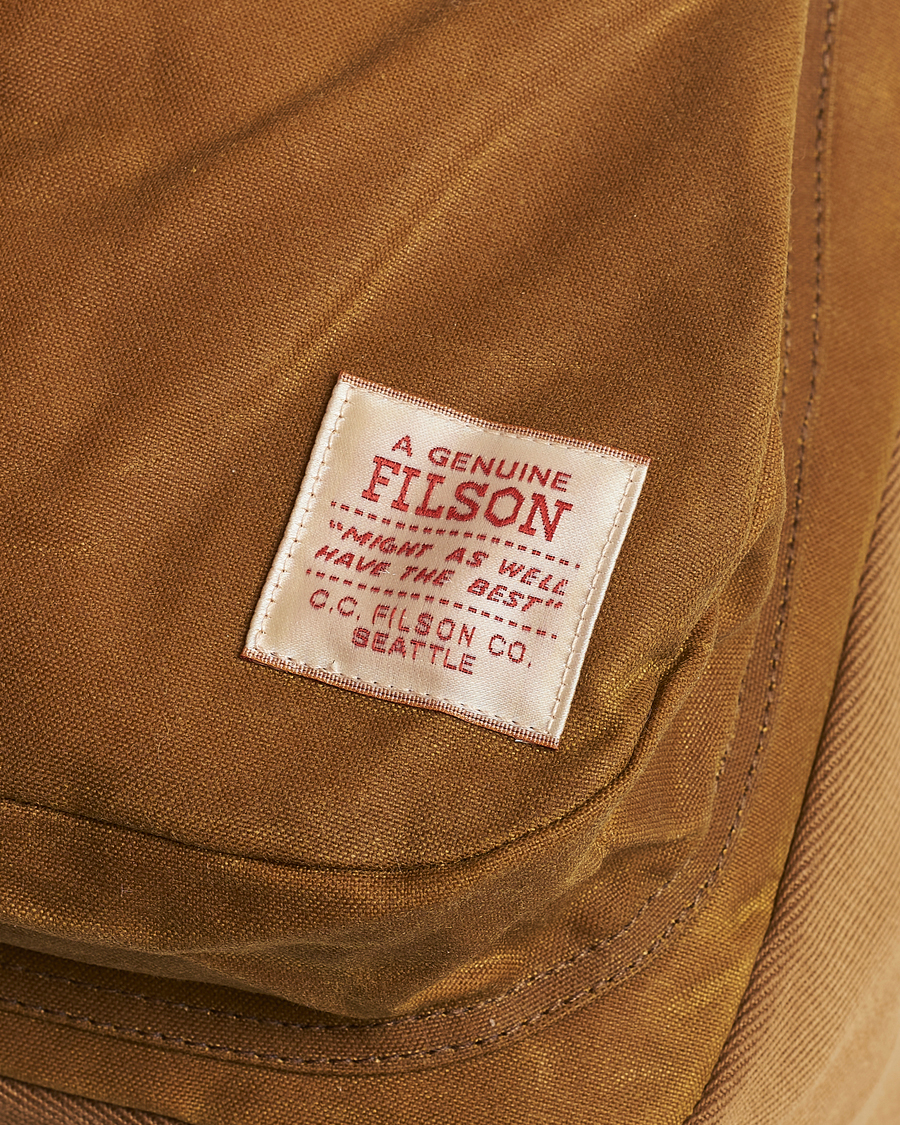 A GENUINE
FILSON
"MIGHT AS WELL
HAVE THE BEST"
C.C. FILSON CO.
SEATTLE